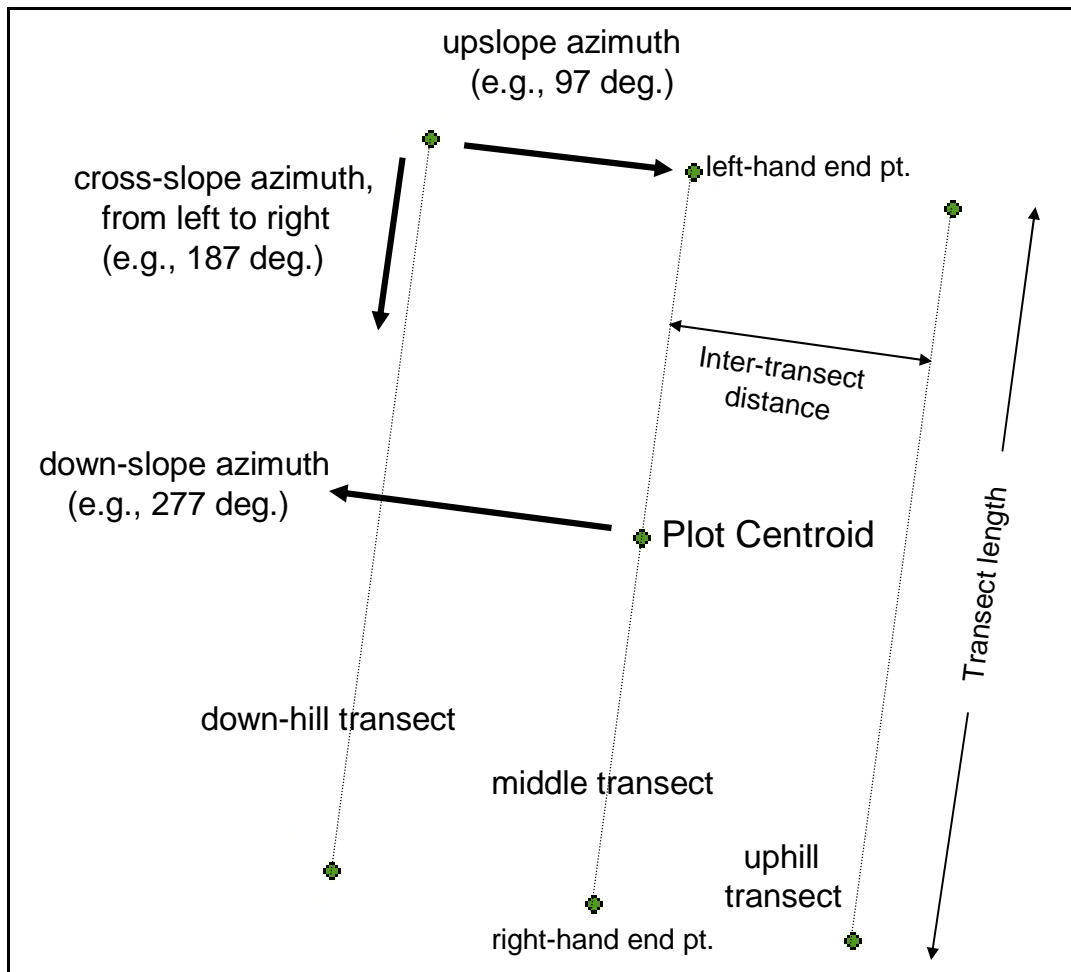 upslope azimuth
(e.g., 97 deg.)
left-hand end pt.
cross-slope azimuth,
from left to right
(e.g., 187 deg.)
Inter-transect
distance
down-slope azimuth
(e.g., 277 deg.)
Plot Centroid
Transect length
down-hill transect
middle transect
uphill
transect
right-hand end pt.